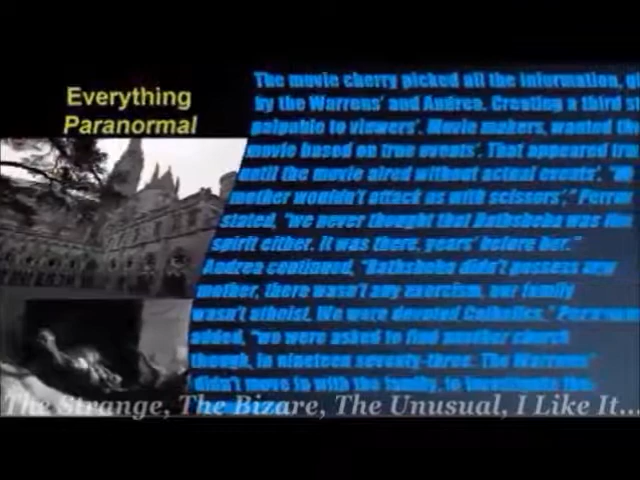 Everything
Paranormal
The movie cherry picked all the information, gi
by the Warrens' and Andrea. Creating a third s
palpable to viewers'. Movie makers, wanted th
movie based on true events'. That appeared tru
until the movie aired without actual events'. "M
mother wouldn't attack us with scissors'," Perron
stated, "we never thought that Bathsheba was the
spirit either. it was there, years' before her."
Andrea continued, "Bathsheba didn't possess my
mother, there wasn't any exorcism, our family
wasn't atheist. We were devoted Catholics."
added, "we were asked to find another church
though, in nineteen seventy-three. The Warrens'
didn't move in with the family, to investigate the
The Strange, The Bizare, The Unusual, I Like It...